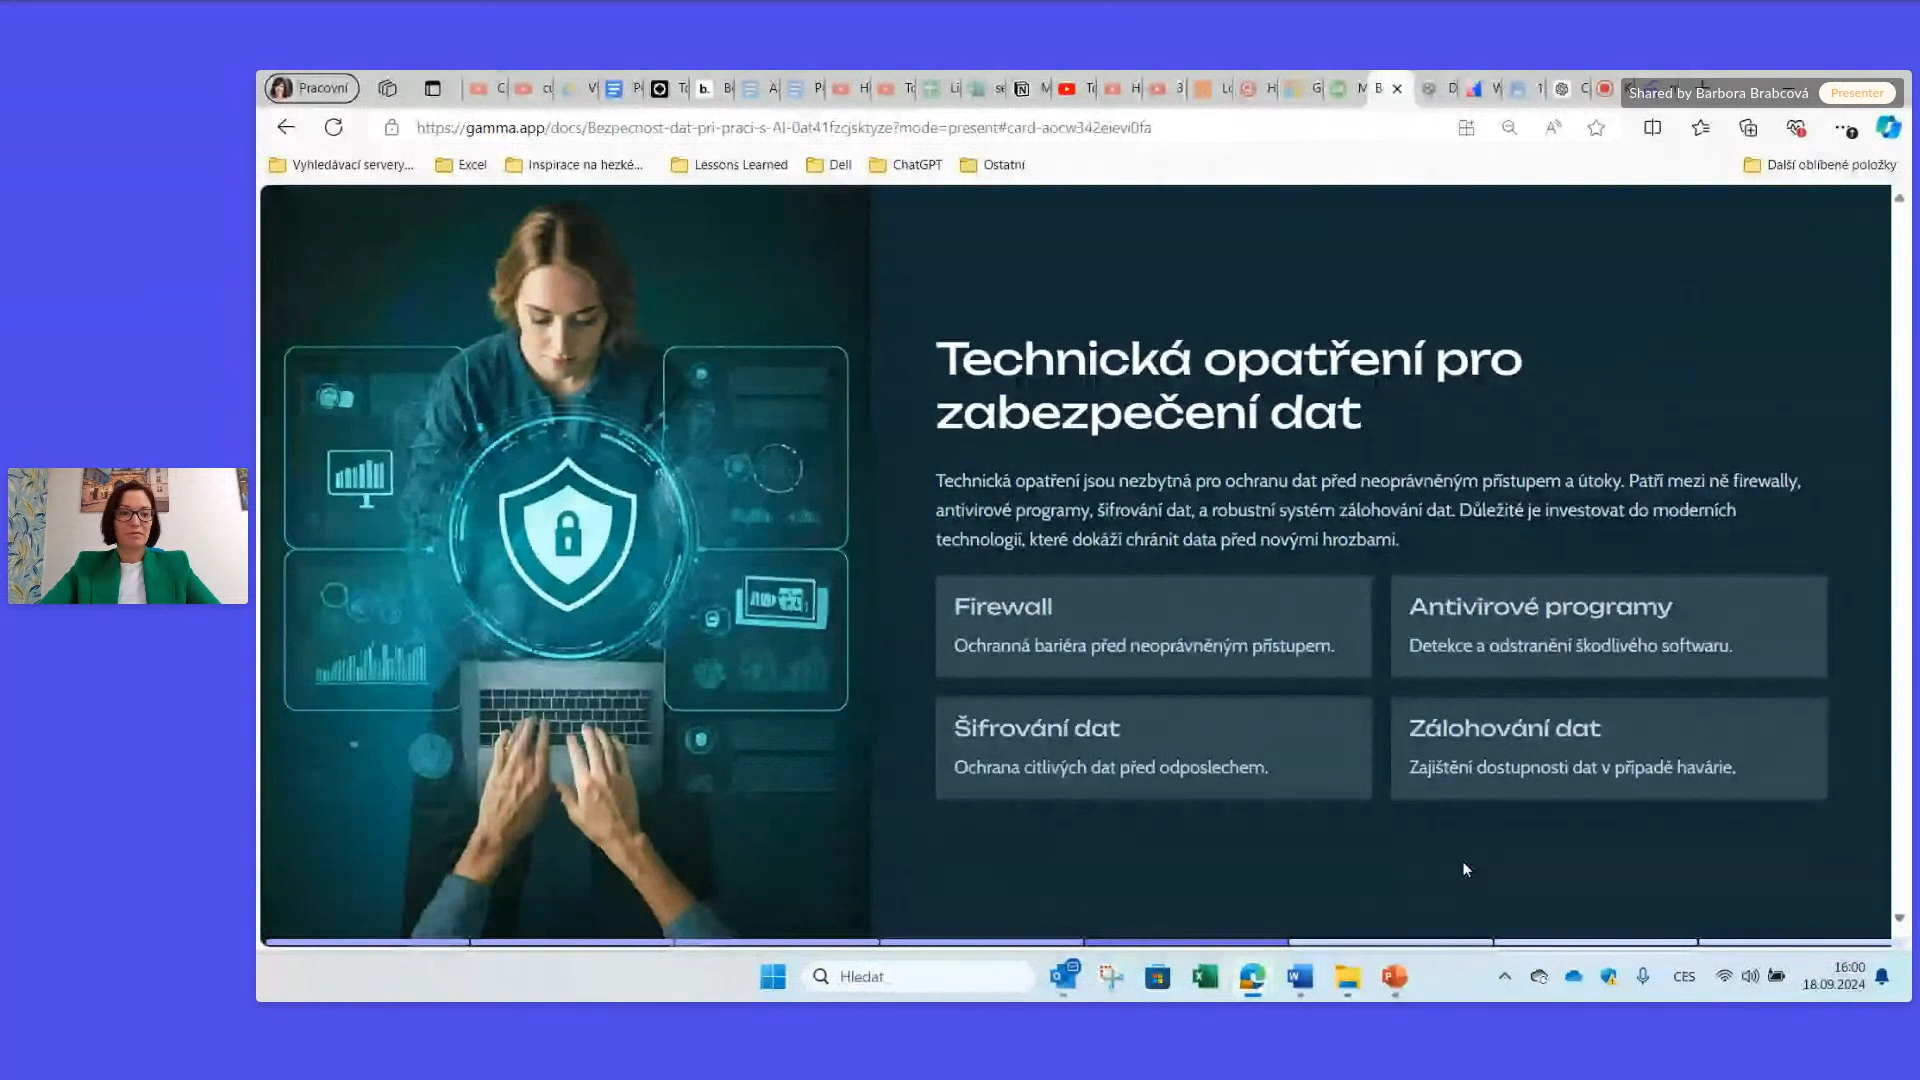 Pracovní
Shared by Barbora Brabcová
Presenter
https://gamma.app/docs/Bezpecnost-dat-pri-praci-s-AI-0at41fzcjsktyze?mode=present#card-aocw342eievi0fa
Vyhledávací servery...
Excel
Inspirace na hezké...
Lessons Learned
Dell
ChatGPT
Ostatní
Další oblíbené položky
Technická opatření pro
zabezpečení dat
Technická opatření jsou nezbytná pro ochranu dat před neoprávněným přístupem a útoky. Patří mezi ně firewally,
antivirové programy, šifrování dat, a robustní systém zálohování dat. Důležité je investovat do moderních
technologií, které dokáží chránit data před novými hrozbami.
Firewall
Ochranná bariéra před neoprávněným přístupem.
Antivirové programy
Detekce a odstranění škodlivého softwaru.
Šifrování dat
Ochrana citlivých dat před odposlechem.
Zálohování dat
Zajištění dostupnosti dat v případě havárie.
Hledat
CES
16:00
18.09.2024